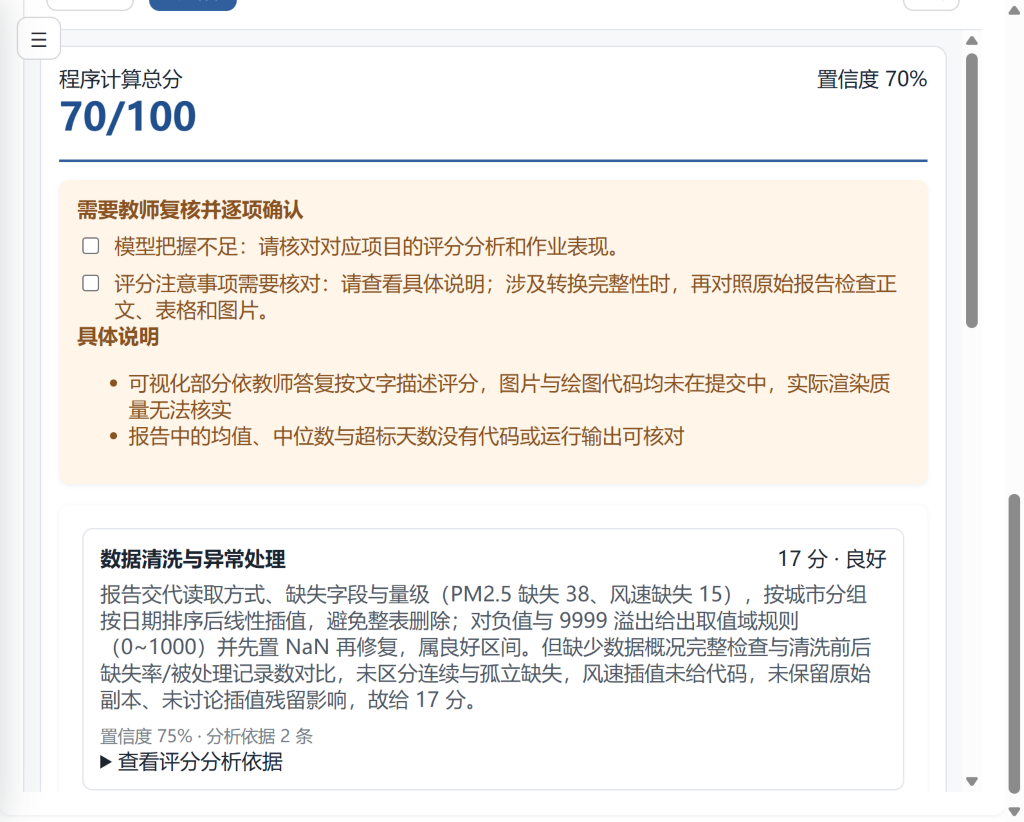 程序计算总分
置信度 70%
70/100
需要教师复核并逐项确认
模型把握不足：请核对对应项目的评分分析和作业表现。
评分注意事项需要核对：请查看具体说明；涉及转换完整性时，再对照原始报告检查正
文、表格和图片。
具体说明
• 可视化部分依教师答复按文字描述评分，图片与绘图代码均未在提交中，实际渲染质
量无法核实
• 报告中的均值、中位数与超标天数没有代码或运行输出可核对
数据清洗与异常处理
17 分 · 良好
报告交代读取方式、缺失字段与量级（PM2.5 缺失 38、风速缺失 15），按城市分组
按日期排序后线性插值，避免整表删除；对负值与 9999 溢出给出取值域规则
（0~1000）并先置 NaN 再修复，属良好区间。但缺少数据概况完整检查与清洗前后
缺失率/被处理记录数对比，未区分连续与孤立缺失，风速插值未给代码，未保留原始
副本、未讨论插值残留影响，故给 17 分。
置信度 75% · 分析依据 2 条
▶ 查看评分分析依据